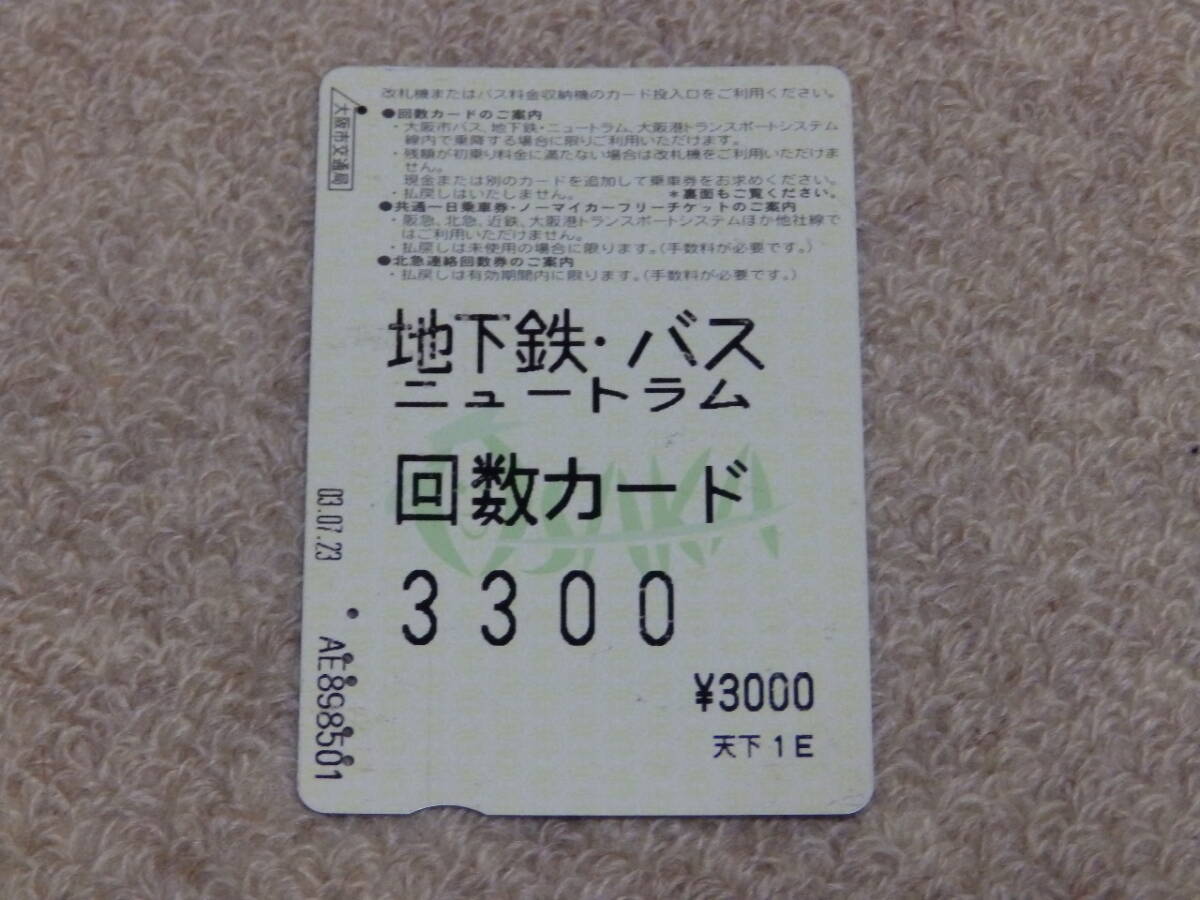 改札機またはバス料金収納機のカード投入口をご利用ください。
大阪市交通局
●回数カードのご案内
・大阪市バス、地下鉄・ニュートラム、大阪港トランスポートシステム
線内で乗降する場合に限りご利用いただけます。
・残額が初乗り料金に満たない場合は改札機をご利用いただけま
せん。
現金または別のカードを追加して乗車券をお求めください。
・払戻しはいたしません。 *裏面もご覧ください。
●共通一日乗車券・ノーマイカーフリーチケットのご案内
・阪急、北急、近鉄、大阪港トランスポートシステムほか他社線で
はご利用いただけません。
・払戻しは未使用の場合に限ります。(手数料が必要です。)
●北急連絡回数券のご案内
・払戻しは有効期間内に限ります。(手数料が必要です。)
地下鉄・バス
ニュートラム
OSAKA
回数カード
3300
¥3000
天下1E
03.07.23
AE898501